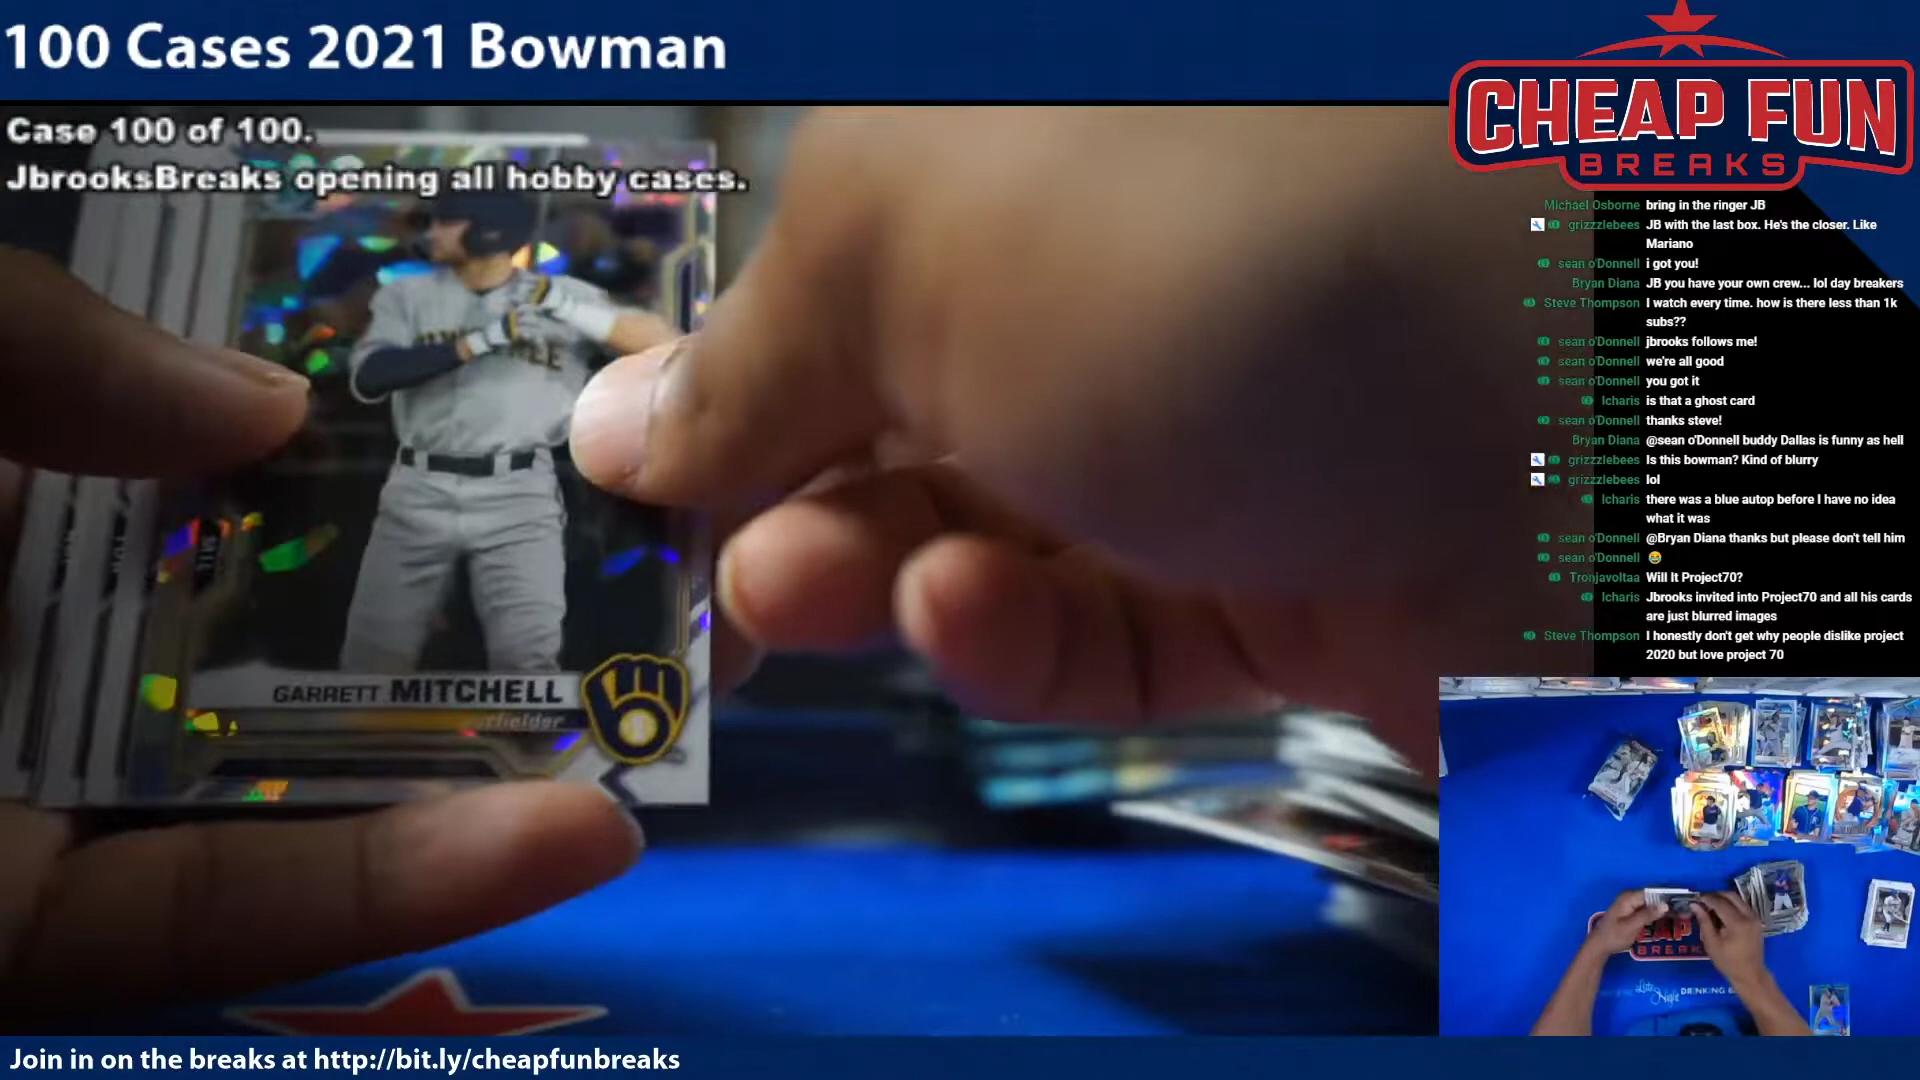 100 Cases 2021 Bowman
Case 100 of 100.
JbrooksBreaks opening all hobby cases.
CHEAP FUN
BREAKS
Michael Osborne bring in the ringer JB
grizzzlebees JB with the last box. He's the closer. Like
Mariano
sean o'Donnell i got you!
Bryan Diana JB you have your own crew... lol day breakers
Steve Thompson I watch every time. how is there less than 1k
subs??
sean o'Donnell jbrooks follows me!
sean o'Donnell we're all good
sean o'Donnell you got it
lcharis is that a ghost card
sean o'Donnell thanks steve!
Bryan Diana @sean o'Donnell buddy Dallas is funny as hell
grizzzlebees Is this bowman? Kind of blurry
grizzzlebees lol
lcharis there was a blue autop before I have no idea
what it was
sean o'Donnell @Bryan Diana thanks but please don't tell him
sean o'Donnell 😂
Tronjavoltaa Will It Project70?
lcharis Jbrooks invited into Project70 and all his cards
are just blurred images
Steve Thompson I honestly don't get why people dislike project
2020 but love project 70
GARRETT MITCHELL
BREAK
Late Night DRINKING
Join in on the breaks at http://bit.ly/cheapfunbreaks